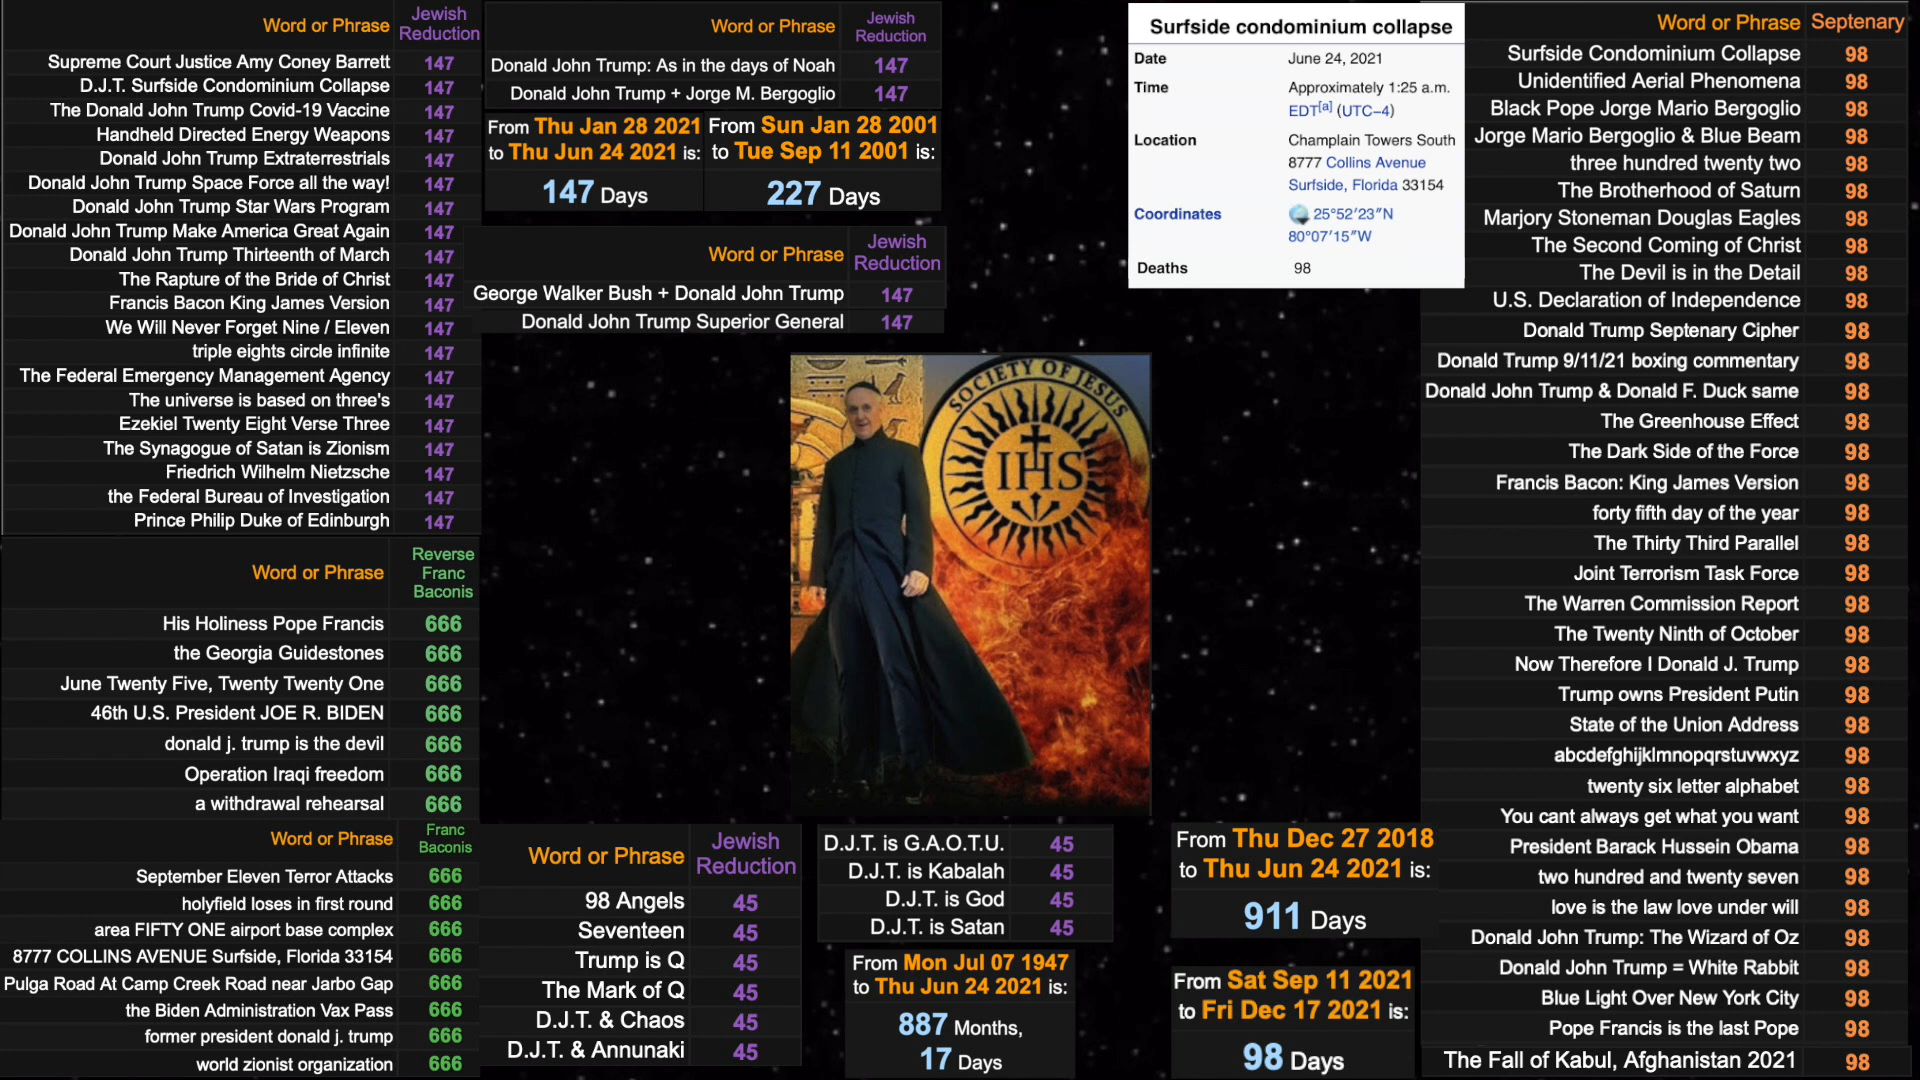 Word or Phrase Jewish Reduction
Supreme Court Justice Amy Coney Barrett 147
D.J.T. Surfside Condominium Collapse 147
The Donald John Trump Covid-19 Vaccine 147
Handheld Directed Energy Weapons 147
Donald John Trump Extraterrestrials 147
Donald John Trump Space Force all the way! 147
Donald John Trump Star Wars Program 147
Donald John Trump Make America Great Again 147
Donald John Trump Thirteenth of March 147
The Rapture of the Bride of Christ 147
Francis Bacon King James Version 147
We Will Never Forget Nine / Eleven 147
triple eights circle infinite 147
The Federal Emergency Management Agency 147
The universe is based on three's 147
Ezekiel Twenty Eight Verse Three 147
The Synagogue of Satan is Zionism 147
Friedrich Wilhelm Nietzsche 147
the Federal Bureau of Investigation 147
Prince Philip Duke of Edinburgh 147
Word or Phrase Reverse Franc Baconis
His Holiness Pope Francis 666
the Georgia Guidestones 666
June Twenty Five, Twenty Twenty One 666
46th U.S. President JOE R. BIDEN 666
donald j. trump is the devil 666
Operation Iraqi freedom 666
a withdrawal rehearsal 666
Word or Phrase Franc Baconis
September Eleven Terror Attacks 666
holyfield loses in first round 666
area FIFTY ONE airport base complex 666
8777 COLLINS AVENUE Surfside, Florida 33154 666
Pulga Road At Camp Creek Road near Jarbo Gap 666
the Biden Administration Vax Pass 666
former president donald j. trump 666
world zionist organization 666
Word or Phrase Jewish Reduction
Donald John Trump: As in the days of Noah 147
Donald John Trump + Jorge M. Bergoglio 147
From Thu Jan 28 2021
to Thu Jun 24 2021 is:
147 Days
From Sun Jan 28 2001
to Tue Sep 11 2001 is:
227 Days
Word or Phrase Jewish Reduction
George Walker Bush + Donald John Trump 147
Donald John Trump Superior General 147
SOCIETY OF JESUS
IHS
Word or Phrase Jewish Reduction
98 Angels 45
Seventeen 45
Trump is Q 45
The Mark of Q 45
D.J.T. & Chaos 45
D.J.T. & Annunaki 45
D.J.T. is G.A.O.T.U. 45
D.J.T. is Kabalah 45
D.J.T. is God 45
D.J.T. is Satan 45
From Mon Jul 07 1947
to Thu Jun 24 2021 is:
887 Months,
17 Days
From Thu Dec 27 2018
to Thu Jun 24 2021 is:
911 Days
From Sat Sep 11 2021
to Fri Dec 17 2021 is:
98 Days
Surfside condominium collapse
Date June 24, 2021
Time Approximately 1:25 a.m.
EDT[a] (UTC–4)
Location Champlain Towers South
8777 Collins Avenue
Surfside, Florida 33154
Coordinates 25°52′23″N
80°07′15″W
Deaths 98
Word or Phrase Septenary
Surfside Condominium Collapse 98
Unidentified Aerial Phenomena 98
Black Pope Jorge Mario Bergoglio 98
Jorge Mario Bergoglio & Blue Beam 98
three hundred twenty two 98
The Brotherhood of Saturn 98
Marjory Stoneman Douglas Eagles 98
The Second Coming of Christ 98
The Devil is in the Detail 98
U.S. Declaration of Independence 98
Donald Trump Septenary Cipher 98
Donald Trump 9/11/21 boxing commentary 98
Donald John Trump & Donald F. Duck same 98
The Greenhouse Effect 98
The Dark Side of the Force 98
Francis Bacon: King James Version 98
forty fifth day of the year 98
The Thirty Third Parallel 98
Joint Terrorism Task Force 98
The Warren Commission Report 98
The Twenty Ninth of October 98
Now Therefore I Donald J. Trump 98
Trump owns President Putin 98
State of the Union Address 98
abcdefghijklmnopqrstuvwxyz 98
twenty six letter alphabet 98
You cant always get what you want 98
President Barack Hussein Obama 98
two hundred and twenty seven 98
love is the law love under will 98
Donald John Trump: The Wizard of Oz 98
Donald John Trump = White Rabbit 98
Blue Light Over New York City 98
Pope Francis is the last Pope 98
The Fall of Kabul, Afghanistan 2021 98